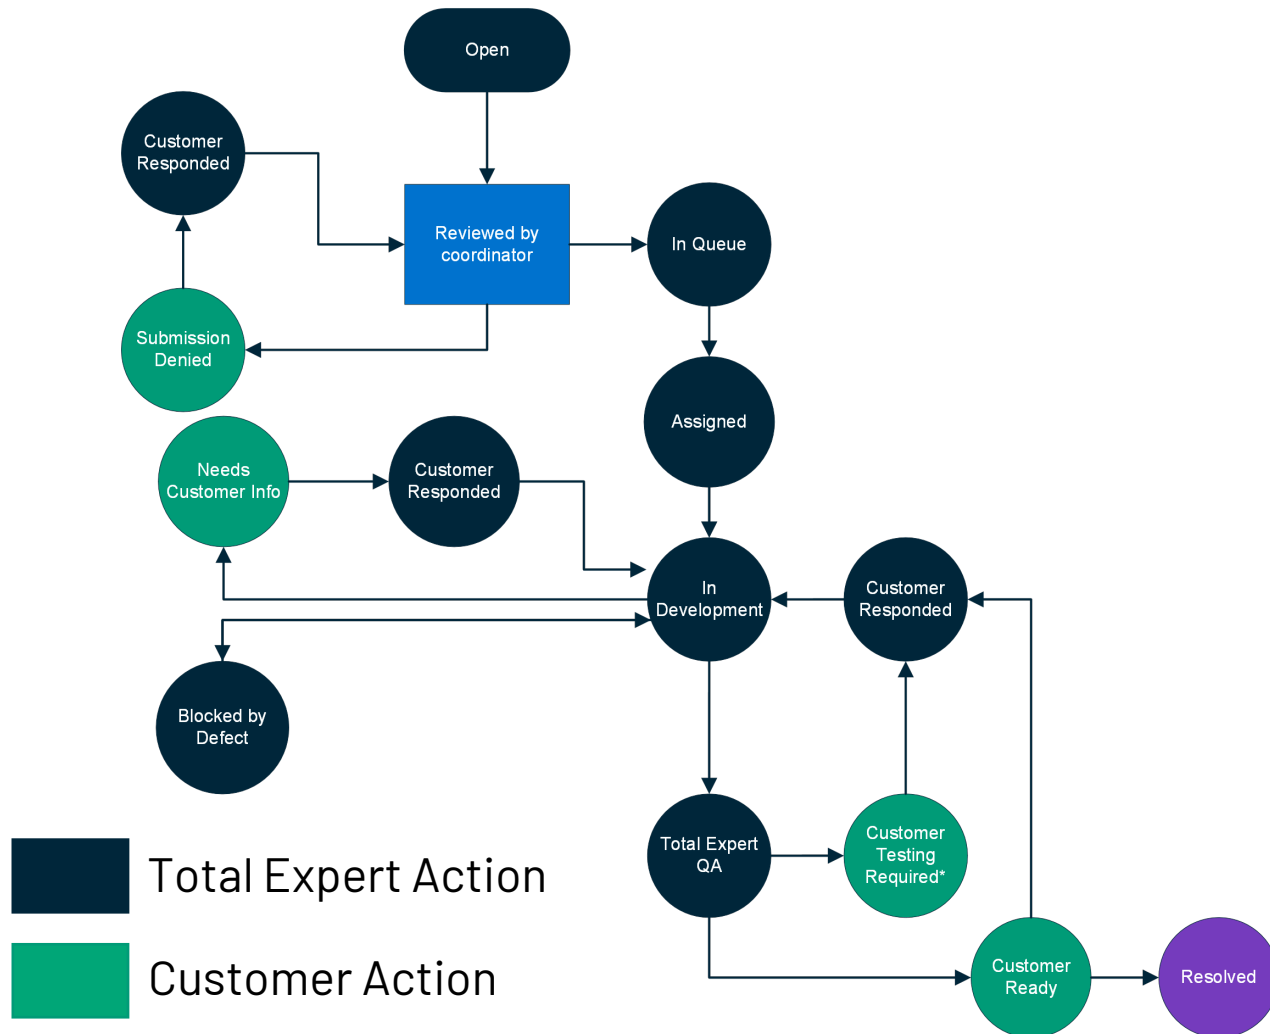 Open
Customer
Responded
Reviewed by
coordinator
In Queue
Submission
Denied
Assigned
Needs
Customer Info
Customer
Responded
In
Development
Customer
Responded
Blocked by
Defect
Total Expert
QA
Customer
Testing
Required*
Customer
Ready
Resolved
Total Expert Action
Customer Action